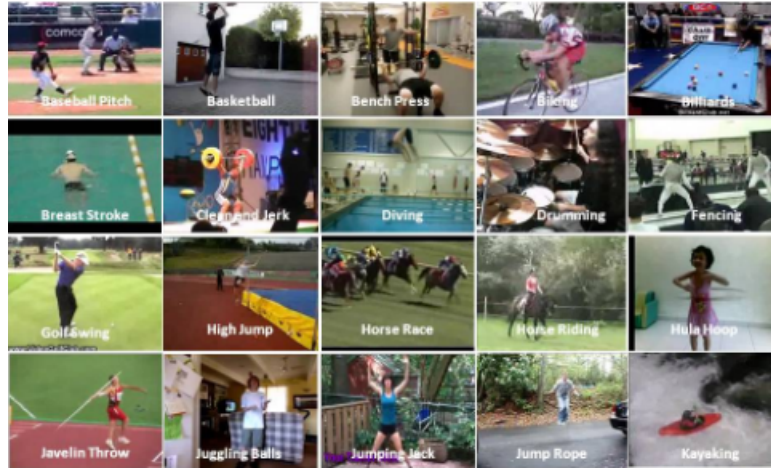 comcast
Baseball Pitch
Basketball
Bench Press
Biking
Billiards
Breast Stroke
Clean and Jerk
Diving
Drumming
Fencing
Golf Swing
High Jump
Horse Race
Horse Riding
Hula Hoop
Javelin Throw
Juggling Balls
Jumping Jack
Jump Rope
Kayaking